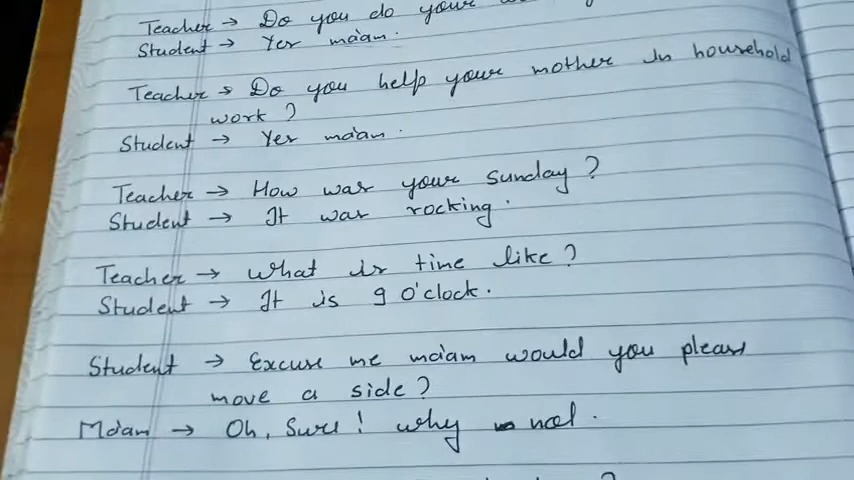 Teacher → Do you do your
Student → Yes ma'am.
Teacher → Do you help your mother in household
work ?
Student → Yes ma'am.
Teacher → How was your Sunday ?
Student → It was rocking.
Teacher → What is time like ?
Student → It is 9 O'clock.
Student → Excuse me ma'am would you please
move a side ?
Ma'am → Oh, Sure ! why not.